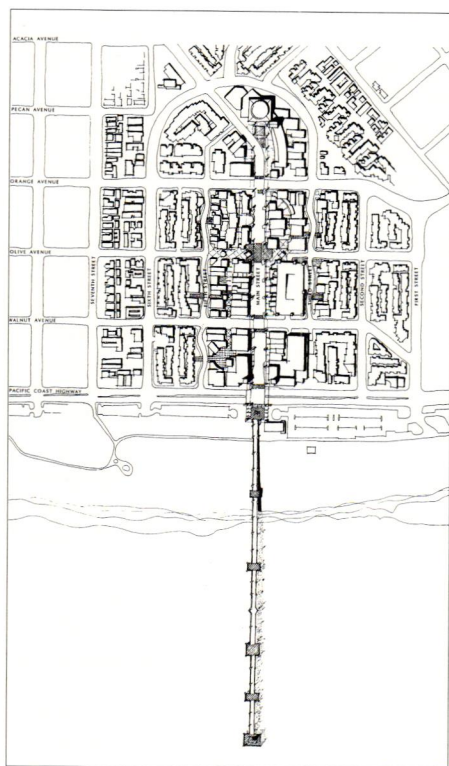 ACACIA AVENUE
PECAN AVENUE
ORANGE AVENUE
OLIVE AVENUE
SEVENTH STREET
SIXTH STREET
MAIN STREET
SECOND STREET
FIRST STREET
WALNUT AVENUE
PACIFIC COAST HIGHWAY